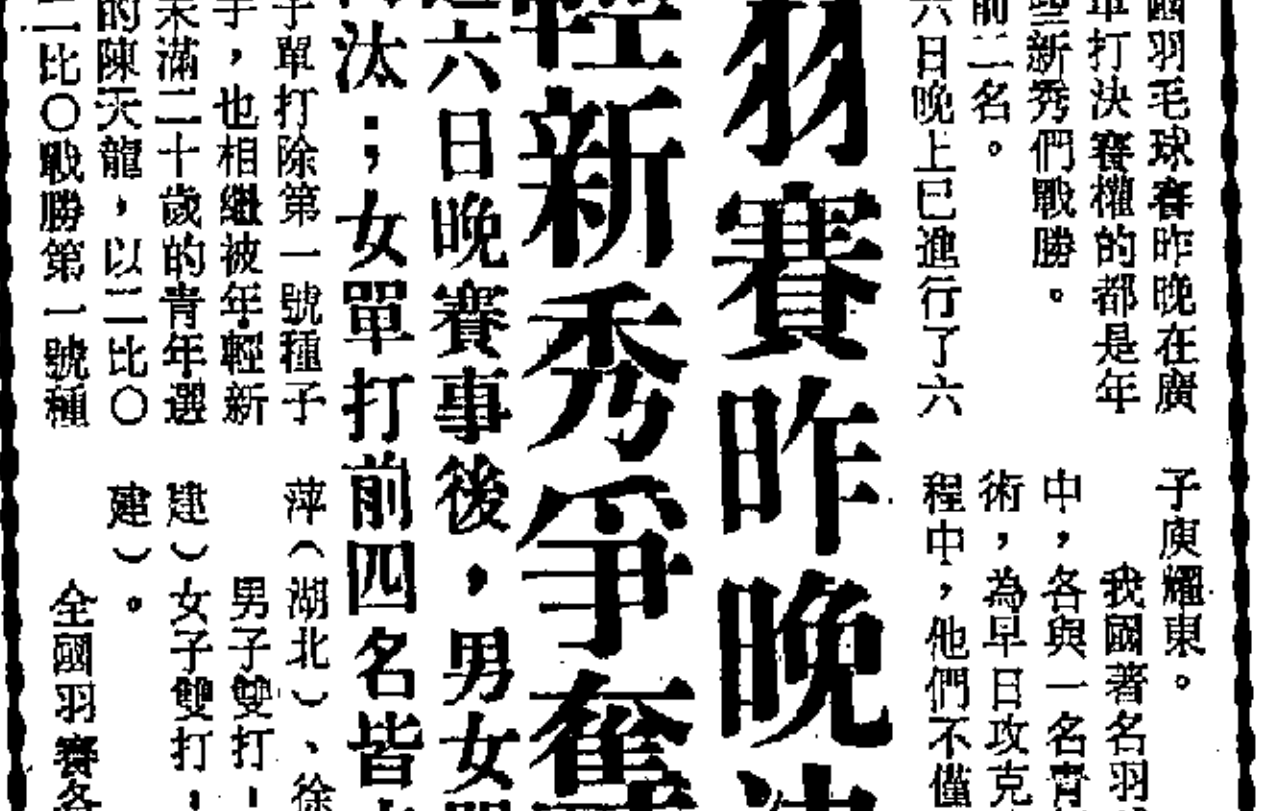 國羽毛球賽昨晚在廣
單打決賽權的都是年
些新秀們戰勝。
前二名。
六日晚上已進行了六
子庾耀東。
我國著名羽
中，各與一名青
術，為早日攻克
程中，他們不僅
羽賽昨晚決
輕新秀爭奪
六日晚賽事後，男女單
汰；女單打前四名皆
子單打除第一號種子
手，也相繼被年輕新
未滿二十歲的青年選
的陳天龍，以二比〇
二比〇戰勝第一號種
萍（湖北）、徐
男子雙打，
建）女子雙打，
建）。
全國羽賽各